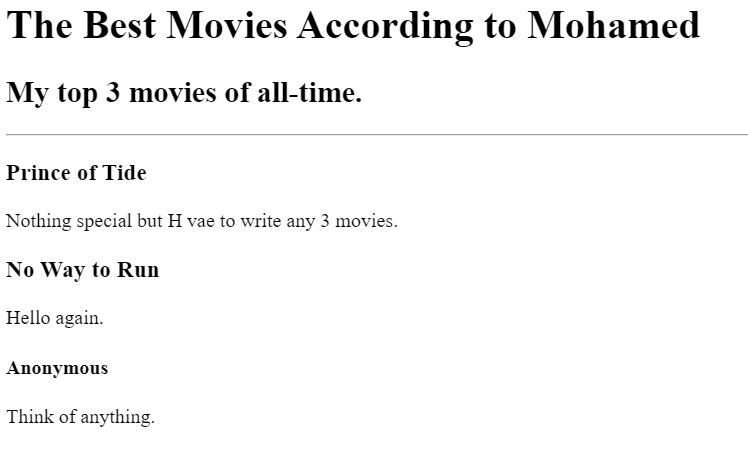 The Best Movies According to Mohamed
My top 3 movies of all-time.
Prince of Tide
Nothing special but H vae to write any 3 movies.
No Way to Run
Hello again.
Anonymous
Think of anything.